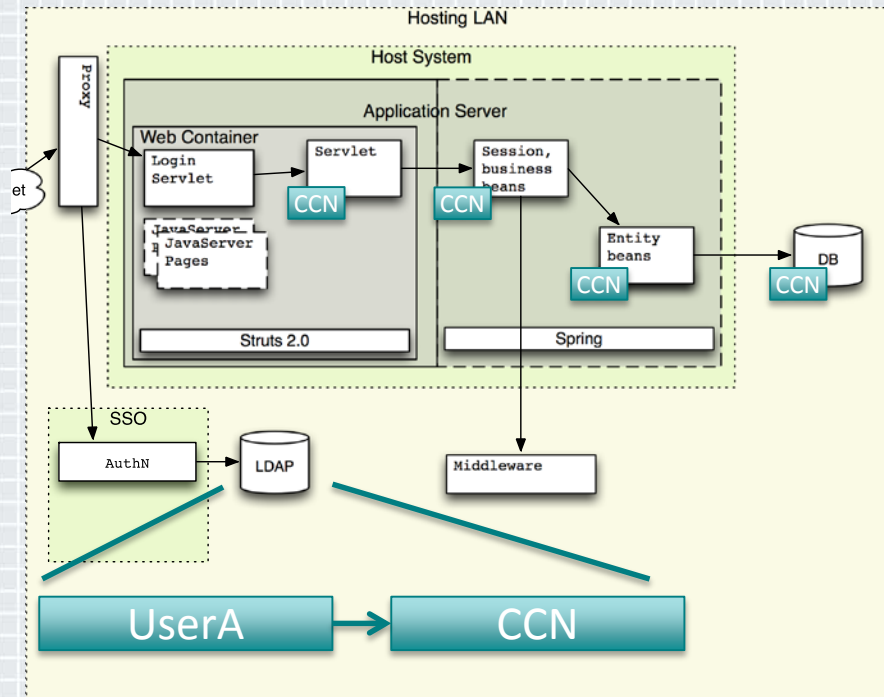 Hosting LAN
Host System
Proxy
Application Server
Web Container
Login
Servlet
Servlet
Session,
business
beans
et
CCN
CCN
JavaServer
JavaServer
Pages
Entity
beans
DB
CCN
CCN
Struts 2.0
Spring
SSO
AuthN
LDAP
Middleware
UserA
CCN